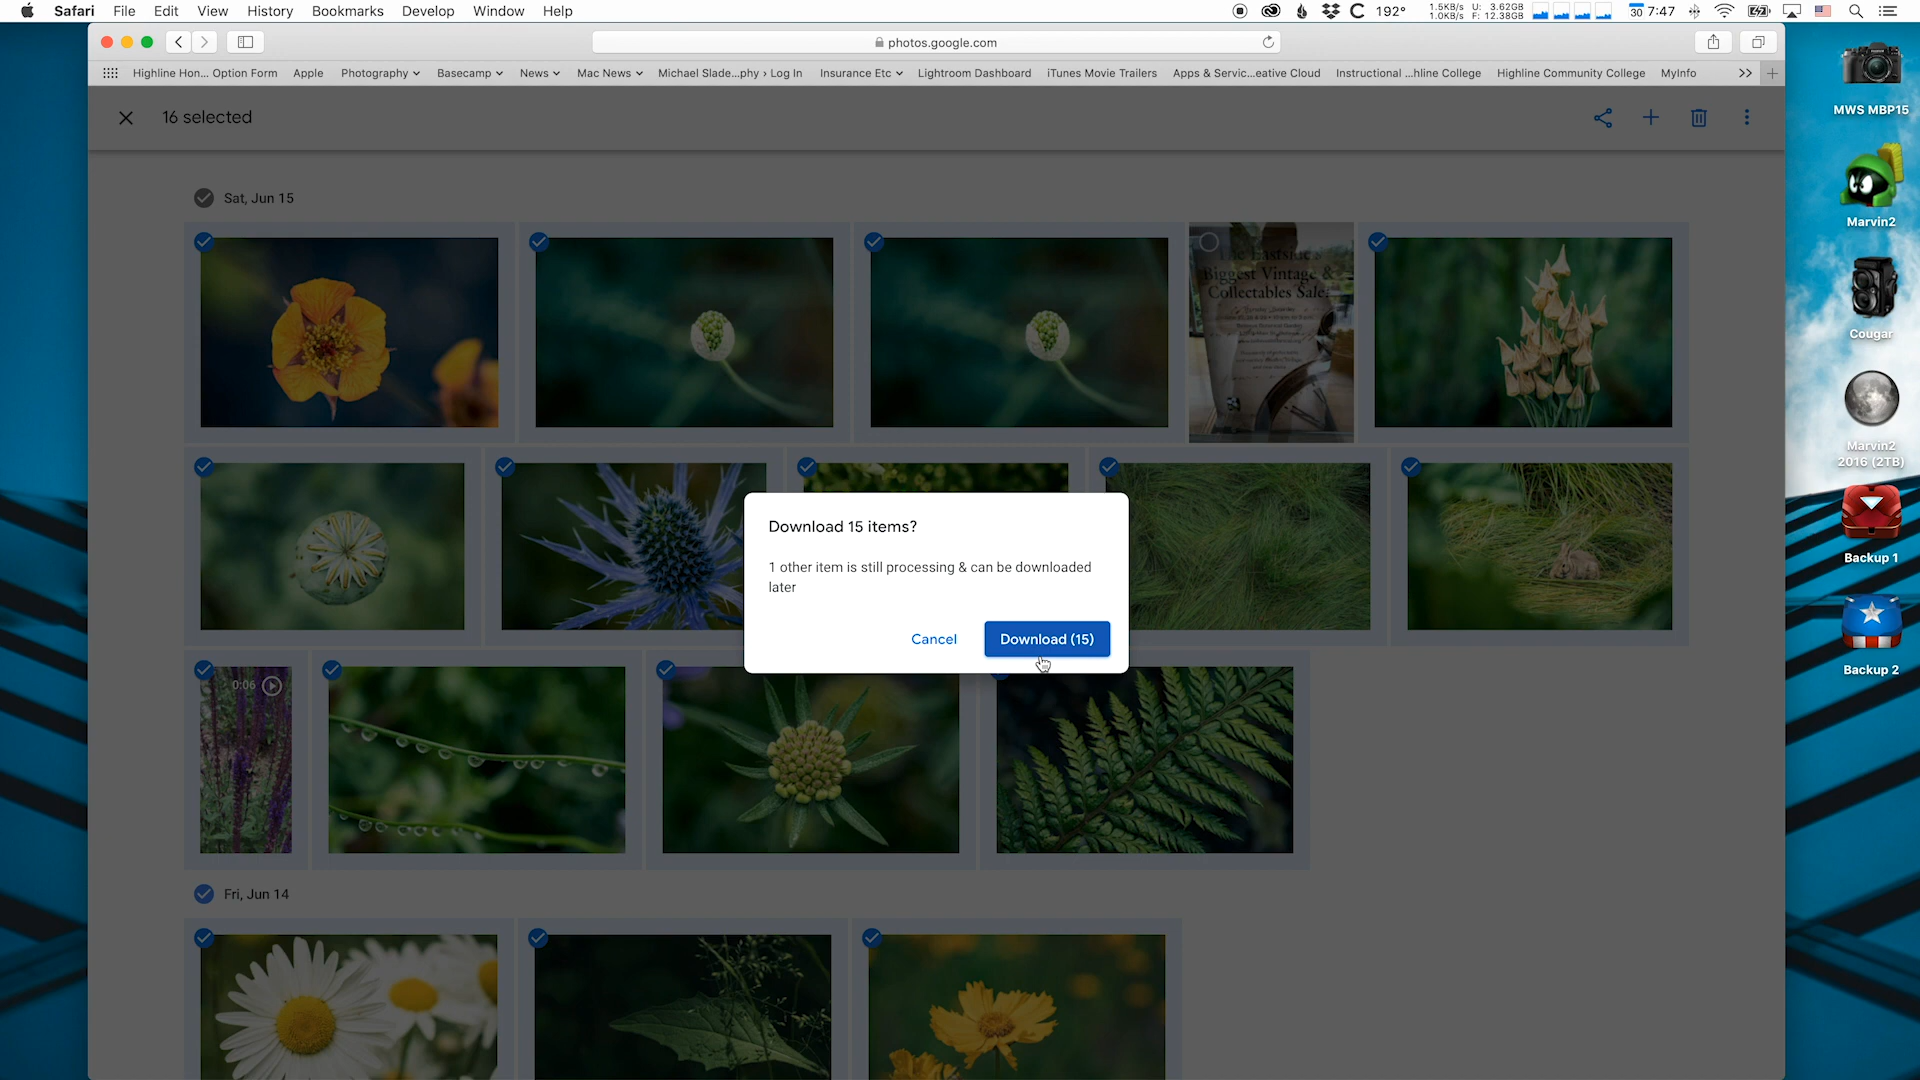 Safari File Edit View History Bookmarks Develop Window Help
192° 1.5KB/s U: 3.62GB 30 7:47
1.0KB/s F: 12.38GB
photos.google.com
Highline Hon... Option Form Apple Photography Basecamp News Mac News Michael Slade...phy › Log In Insurance Etc Lightroom Dashboard iTunes Movie Trailers Apps & Servic...eative Cloud Instructional ...hline College Highline Community College MyInfo
16 selected
Sat, Jun 15
The Eastside's
Biggest Vintage &
Collectables Sale
Download 15 items?
1 other item is still processing & can be downloaded
later
Cancel Download (15)
0:06
Fri, Jun 14
MWS MBP15
Marvin2
Cougar
Marvin2
2016 (2TB)
Backup 1
Backup 2